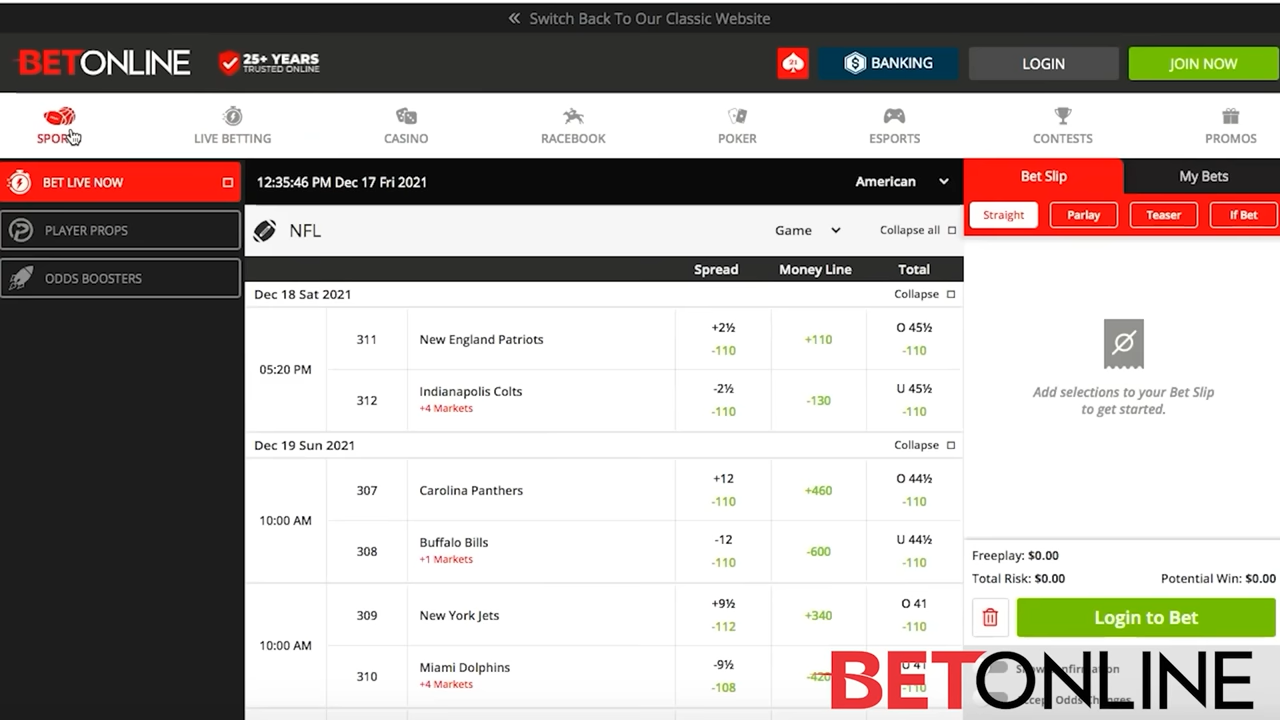 Switch Back To Our Classic Website
BETONLINE 25+ YEARS TRUSTED ONLINE 21 BANKING LOGIN JOIN NOW
SPOR LIVE BETTING CASINO RACEBOOK POKER ESPORTS CONTESTS PROMOS
BET LIVE NOW
PLAYER PROPS
ODDS BOOSTERS
12:35:46 PM Dec 17 Fri 2021 American
NFL Game Collapse all
Spread Money Line Total
Dec 18 Sat 2021 Collapse
05:20 PM
311 New England Patriots +2½ -110 +110 O 45½ -110
312 Indianapolis Colts +4 Markets -2½ -110 -130 U 45½ -110
Dec 19 Sun 2021 Collapse
10:00 AM
307 Carolina Panthers +12 -110 +460 O 44½ -110
308 Buffalo Bills +1 Markets -12 -110 -600 U 44½ -110
10:00 AM
309 New York Jets +9½ -112 +340 O 41 -110
310 Miami Dolphins +4 Markets -9½ -108 -420 U 41 -110
Bet Slip My Bets
Straight Parlay Teaser If Bet
Add selections to your Bet Slip
to get started.
Freeplay: $0.00
Total Risk: $0.00 Potential Win: $0.00
Login to Bet
BETONLINE